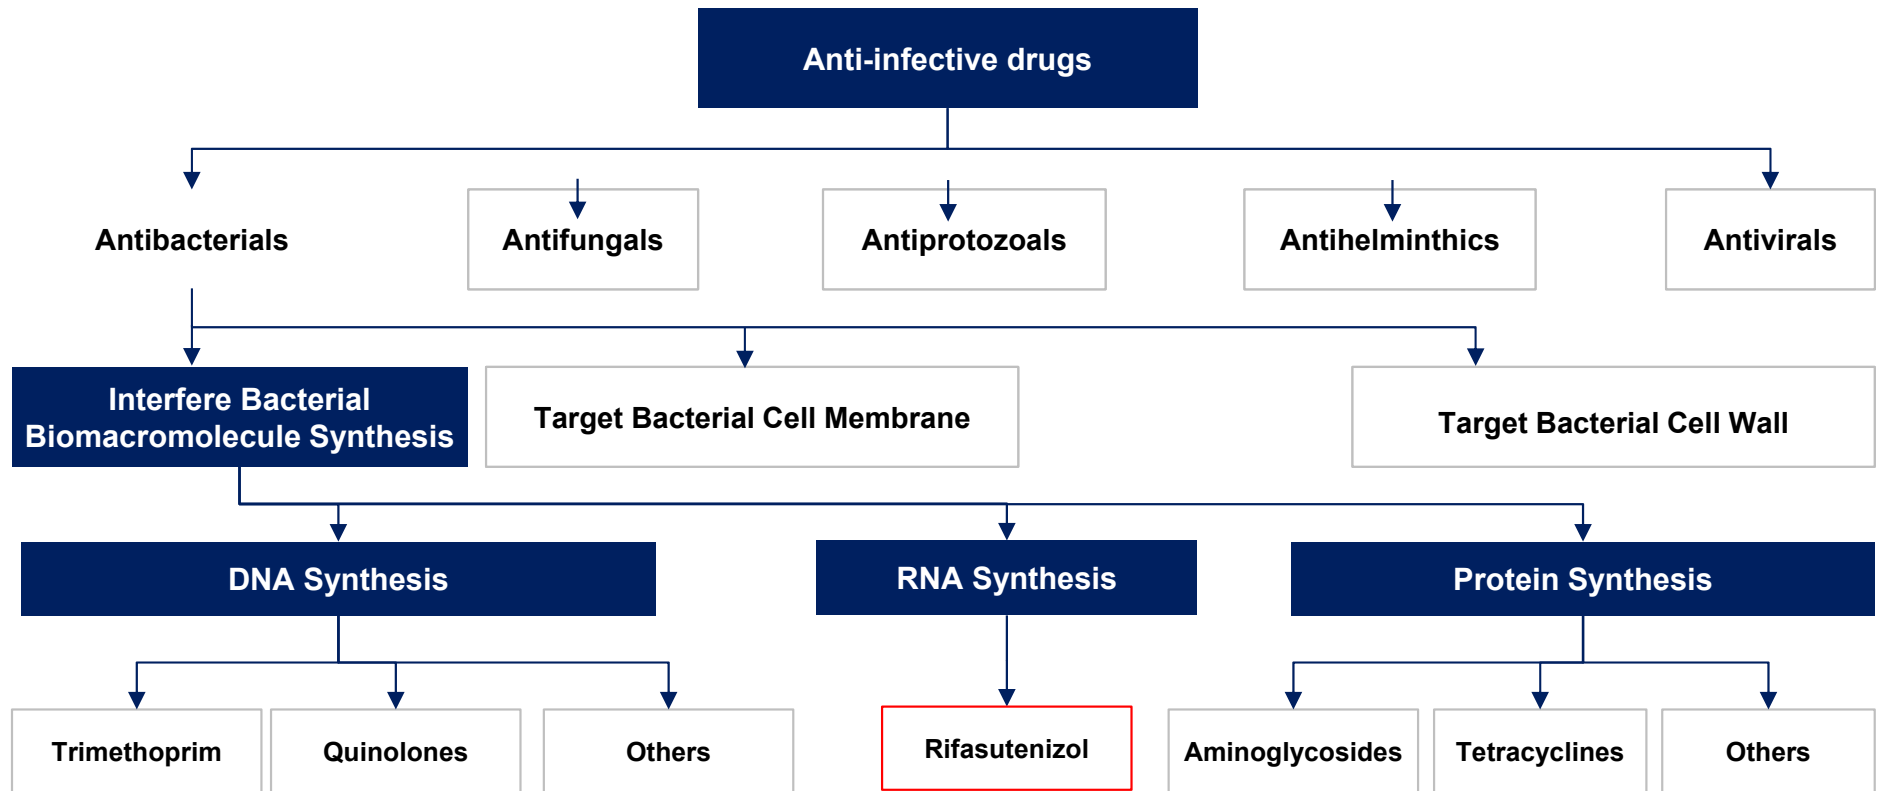 Anti-infective drugs
Antibacterials
Antifungals
Antiprotozoals
Antihelminthics
Antivirals
Interfere Bacterial
Biomacromolecule Synthesis
Target Bacterial Cell Membrane
Target Bacterial Cell Wall
DNA Synthesis
RNA Synthesis
Protein Synthesis
Trimethoprim
Quinolones
Others
Rifasutenizol
Aminoglycosides
Tetracyclines
Others